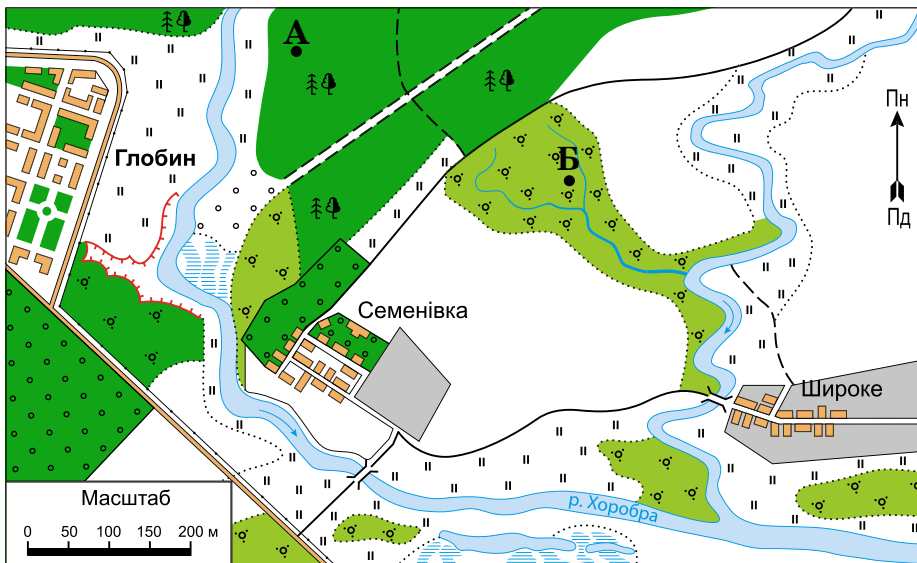 А
Б
Пн
Пд
Глобин
Семенівка
Широке
р. Хоробра
Масштаб
0 50 100 150 200 м